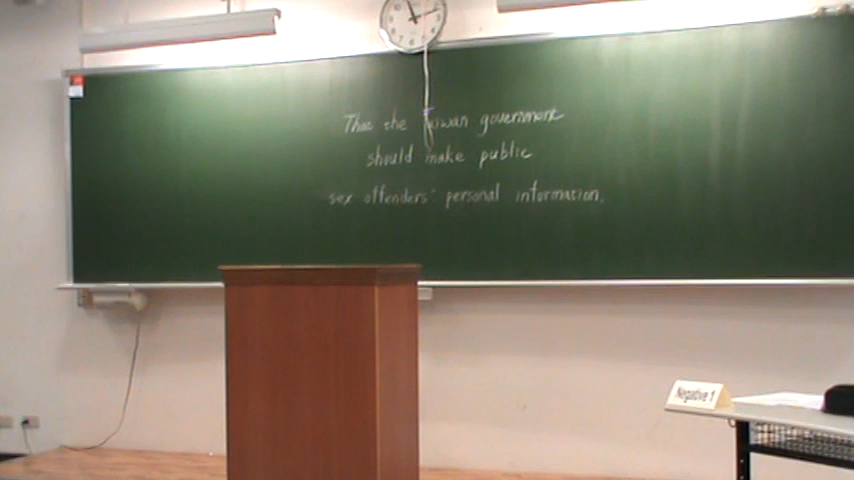 That the Taiwan government
should make public
sex offenders' personal information.
Negative 1